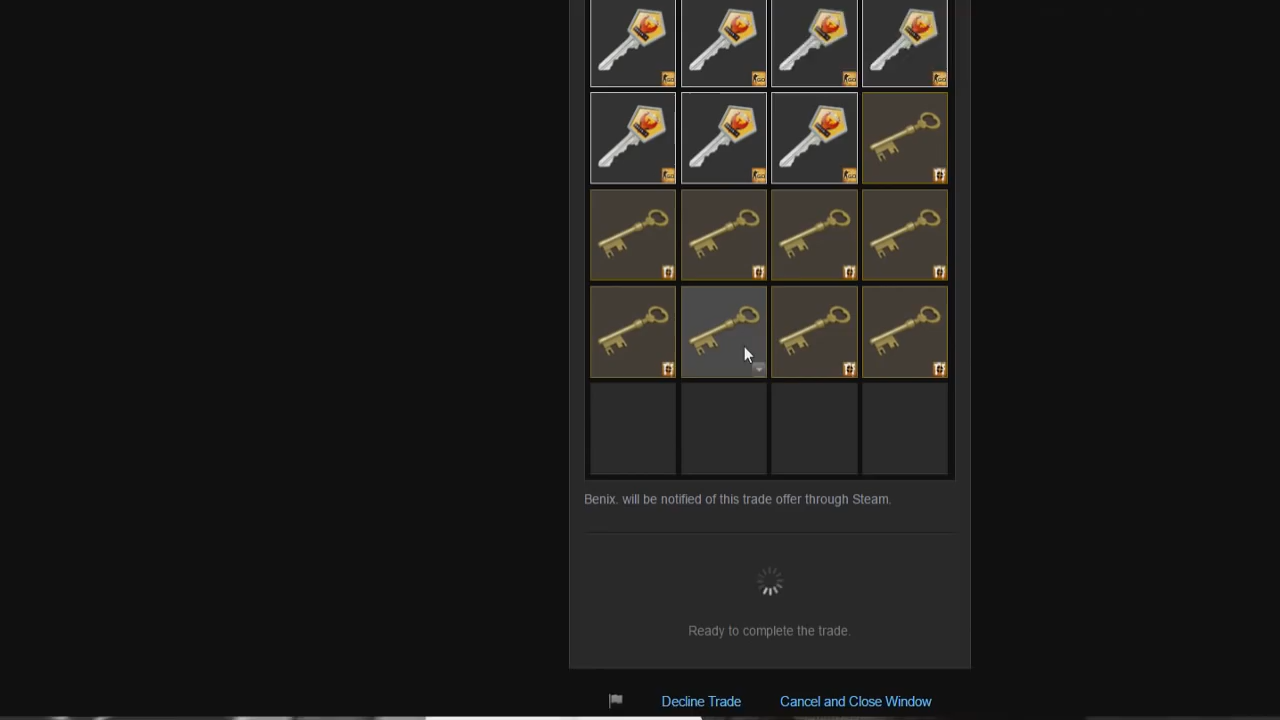 Benix. will be notified of this trade offer through Steam.
Ready to complete the trade.
Decline Trade
Cancel and Close Window